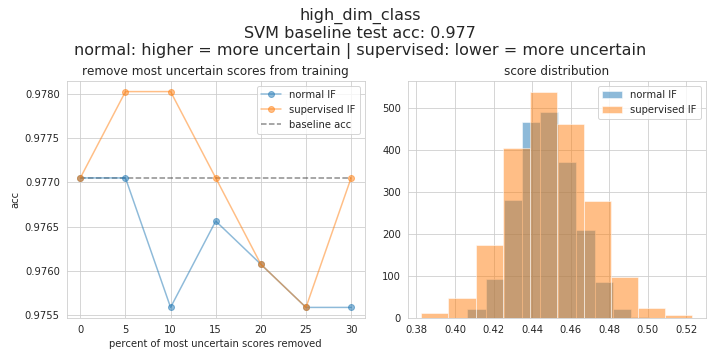 high_dim_class
SVM baseline test acc: 0.977
normal: higher = more uncertain | supervised: lower = more uncertain
remove most uncertain scores from training
normal IF
supervised IF
baseline acc
0.9780
0.9775
0.9770
0.9765
0.9760
0.9755
acc
0 5 10 15 20 25 30
percent of most uncertain scores removed
score distribution
normal IF
supervised IF
500
400
300
200
100
0
0.38 0.40 0.42 0.44 0.46 0.48 0.50 0.52